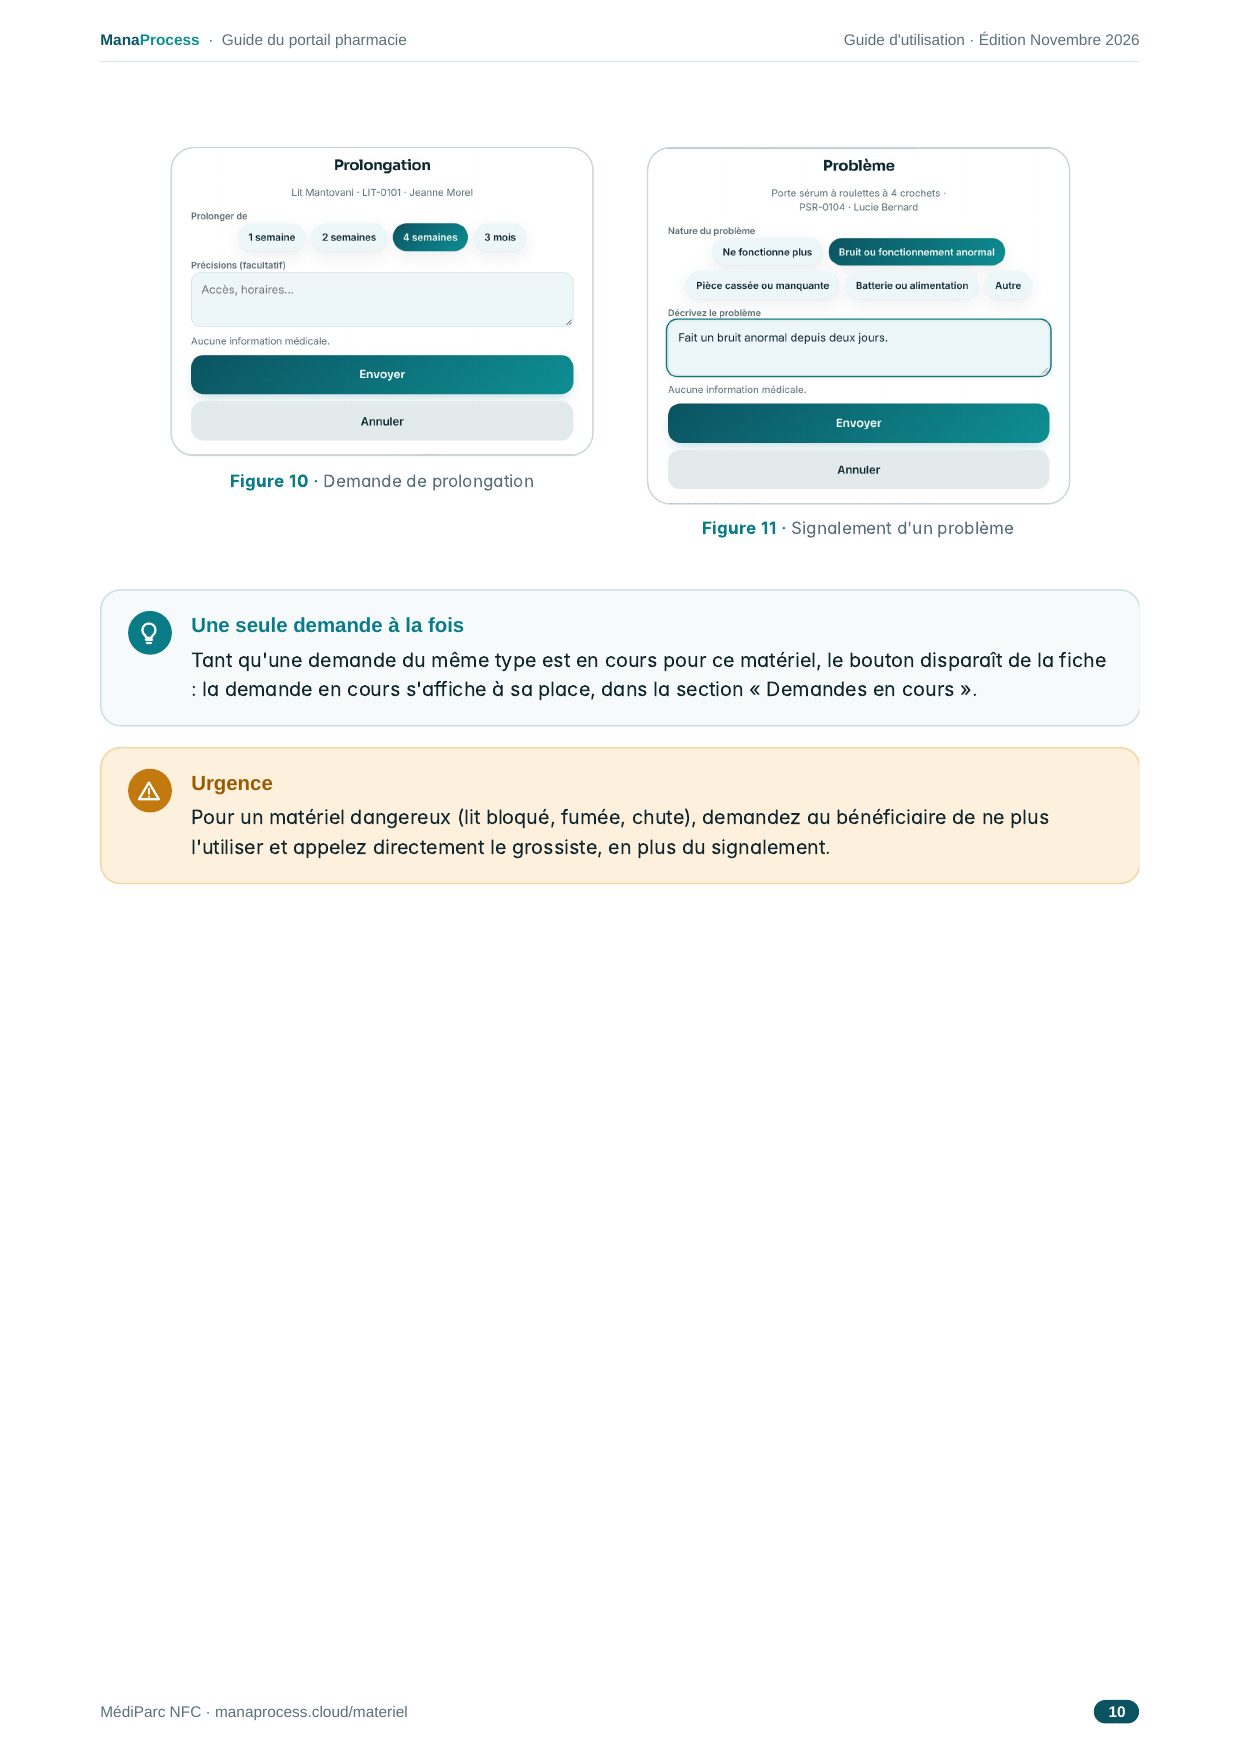 ManaProcess · Guide du portail pharmacie
Guide d'utilisation · Édition Novembre 2026
Prolongation
Lit Mantovani · LIT-0101 · Jeanne Morel
Prolonger de
1 semaine 2 semaines 4 semaines 3 mois
Précisions (facultatif)
Accès, horaires...
Aucune information médicale.
Envoyer
Annuler
Figure 10 · Demande de prolongation
Problème
Porte sérum à roulettes à 4 crochets ·
PSR-0104 · Lucie Bernard
Nature du problème
Ne fonctionne plus Bruit ou fonctionnement anormal
Pièce cassée ou manquante Batterie ou alimentation Autre
Décrivez le problème
Fait un bruit anormal depuis deux jours.
Aucune information médicale.
Envoyer
Annuler
Figure 11 · Signalement d'un problème
Une seule demande à la fois
Tant qu'une demande du même type est en cours pour ce matériel, le bouton disparaît de la fiche
: la demande en cours s'affiche à sa place, dans la section « Demandes en cours ».
Urgence
Pour un matériel dangereux (lit bloqué, fumée, chute), demandez au bénéficiaire de ne plus
l'utiliser et appelez directement le grossiste, en plus du signalement.
MédiParc NFC · manaprocess.cloud/materiel
10